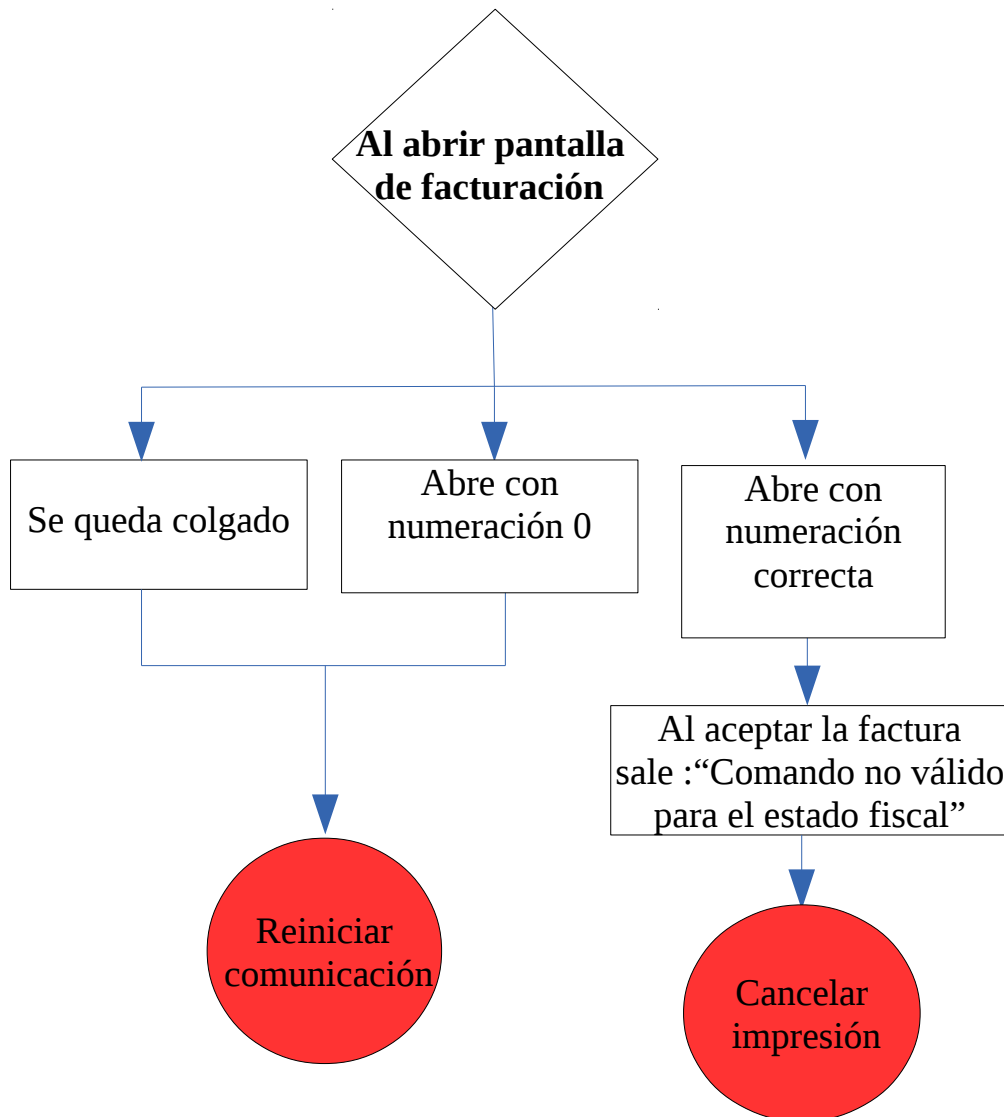 Al abrir pantalla
de facturación
Se queda colgado
Abre con
numeración 0
Abre con
numeración
correcta
Al aceptar la factura
sale :“Comando no válido
para el estado fiscal”
Reiniciar
comunicación
Cancelar
impresión